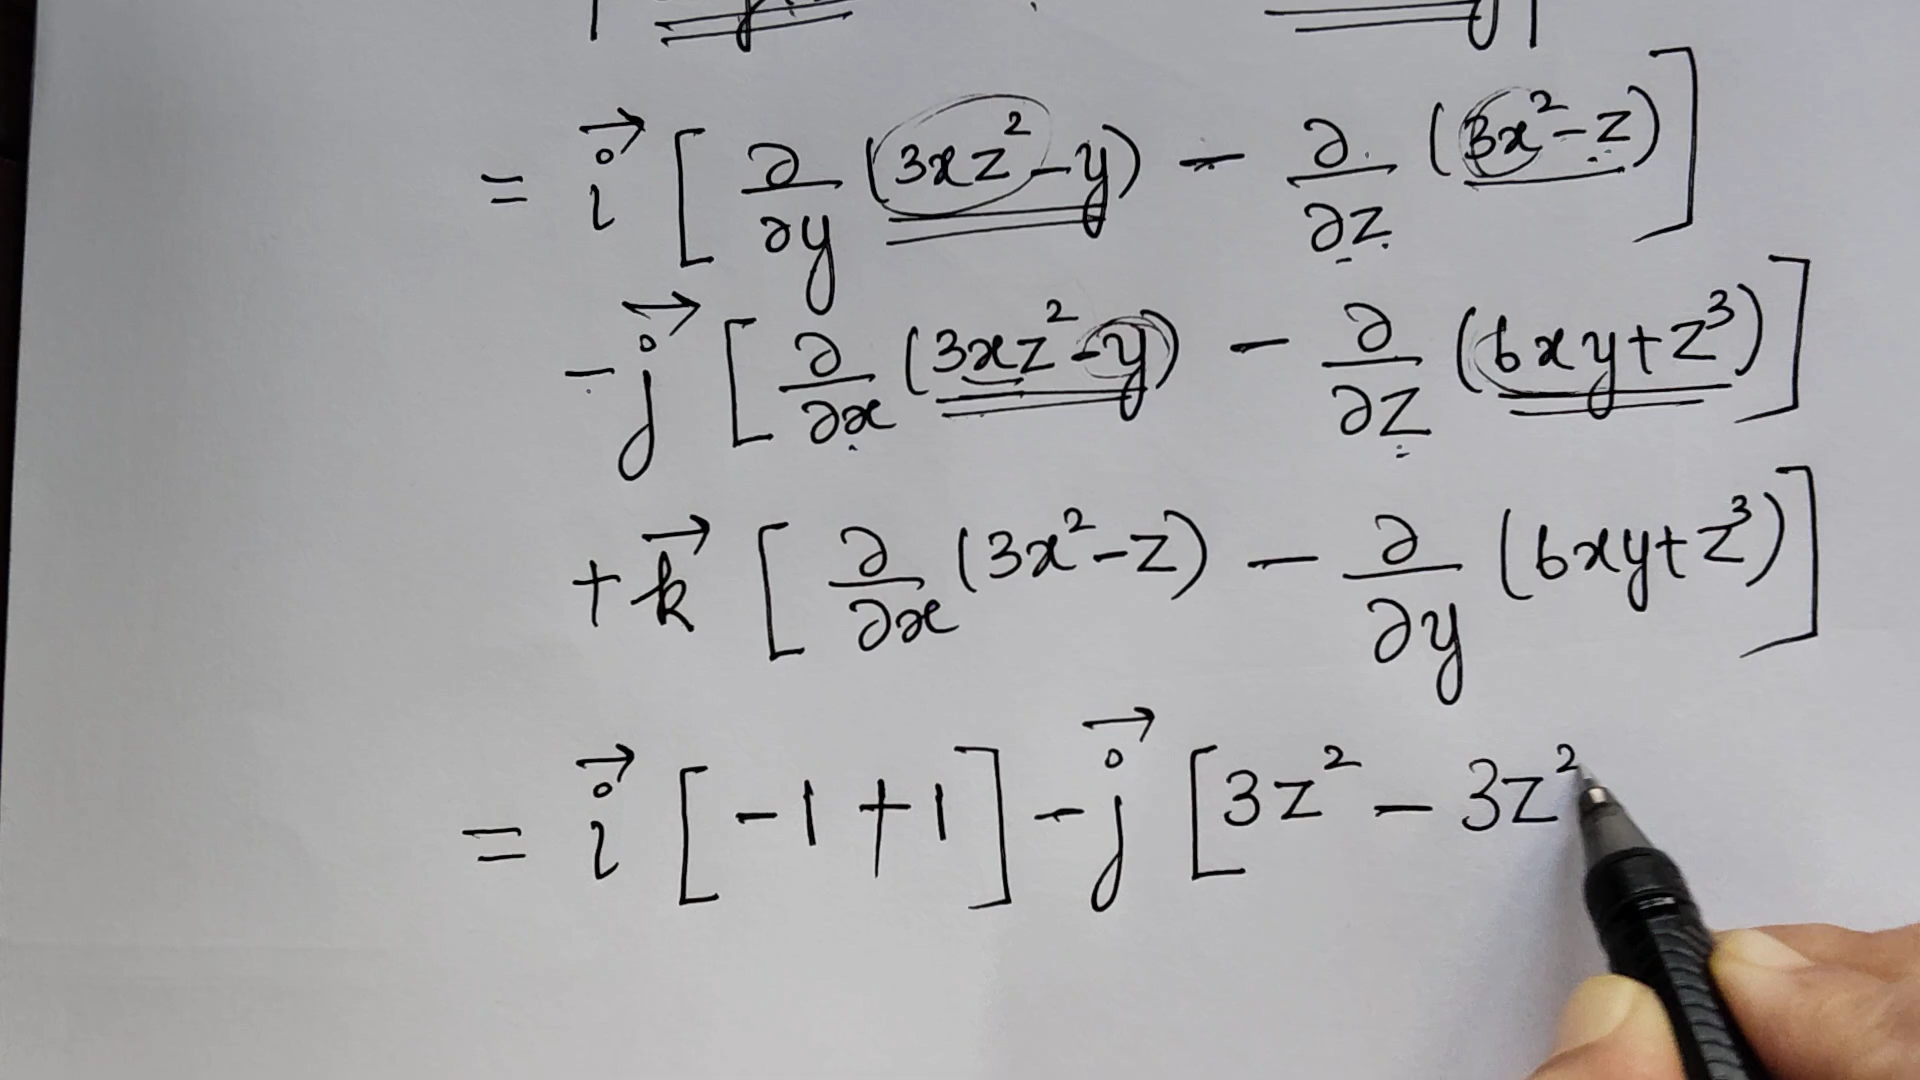 = i⃗ [ ∂/∂y (3xz² - y) - ∂/∂z (3x² - z) ]
- j⃗ [ ∂/∂x (3xz² - y) - ∂/∂z (6xy + z³) ]
+ k⃗ [ ∂/∂x (3x² - z) - ∂/∂y (6xy + z³) ]
= i⃗ [ -1 + 1 ] - j⃗ [ 3z² - 3z²